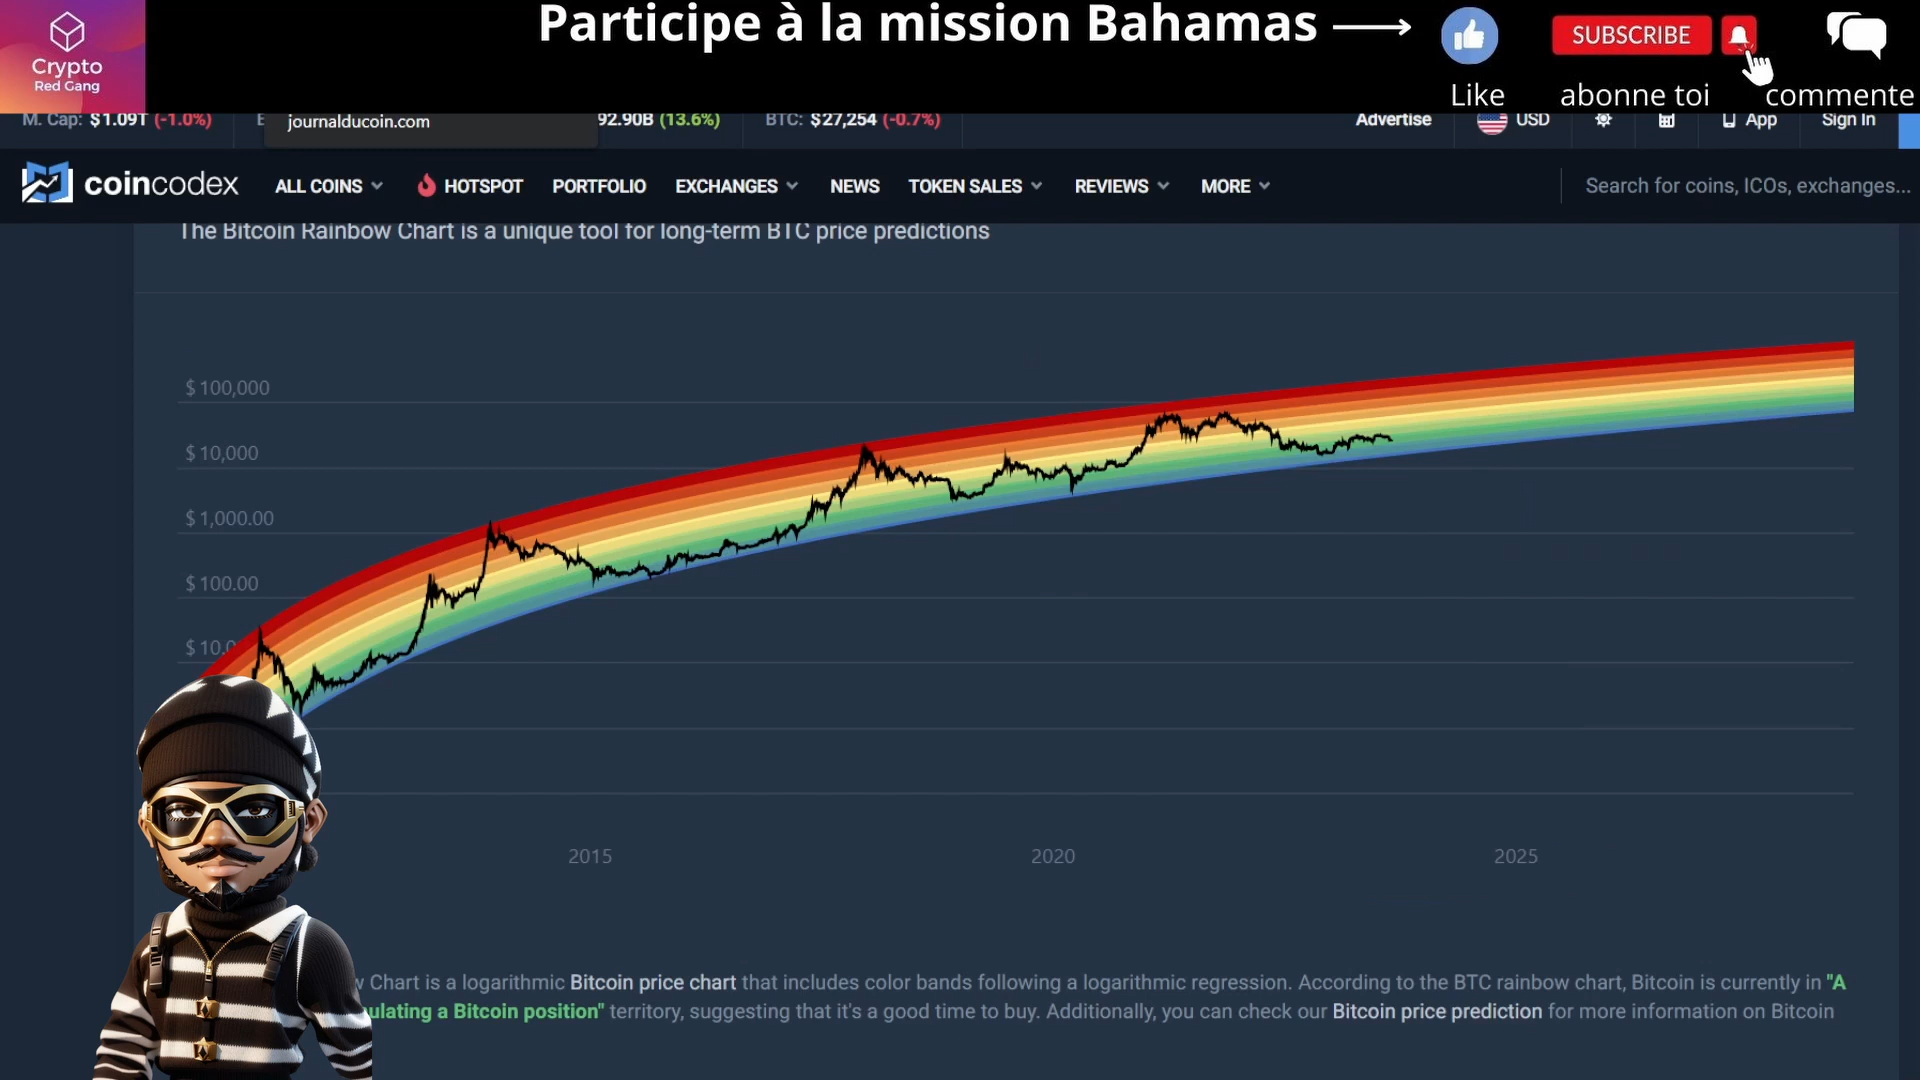 Participe à la mission Bahamas
Crypto
Red Gang
SUBSCRIBE
Like
abonne toi
commente
M. Cap: $1.09T (-1.0%)
journalducoin.com
92.90B (13.6%)
BTC: $27,254 (-0.7%)
Advertise
USD
App
Sign In
coincodex
ALL COINS
HOTSPOT
PORTFOLIO
EXCHANGES
NEWS
TOKEN SALES
REVIEWS
MORE
Search for coins, ICOs, exchanges...
The Bitcoin Rainbow Chart is a unique tool for long-term BTC price predictions
$100,000
$10,000
$1,000.00
$100.00
$10.0
2015
2020
2025
Chart is a logarithmic Bitcoin price chart that includes color bands following a logarithmic regression. According to the BTC rainbow chart, Bitcoin is currently in "A
ulating a Bitcoin position" territory, suggesting that it's a good time to buy. Additionally, you can check our Bitcoin price prediction for more information on Bitcoin